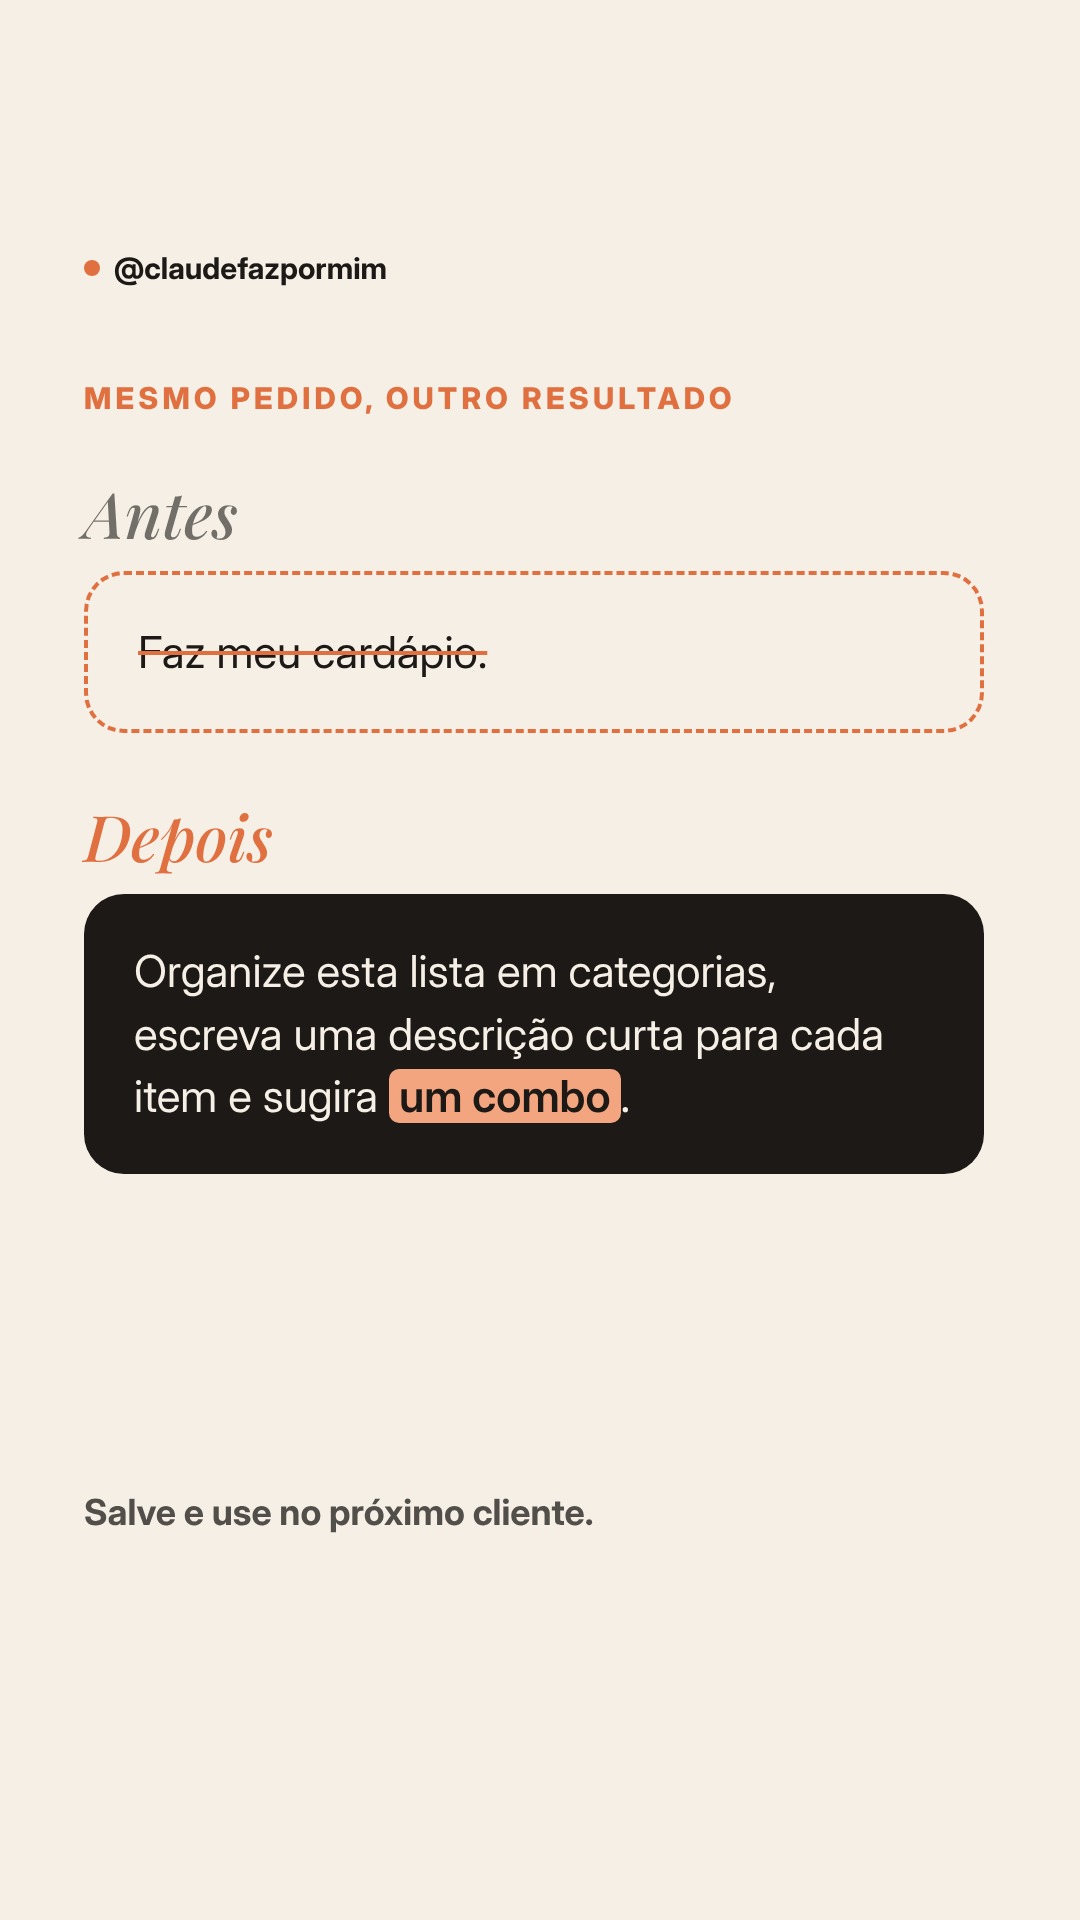 @claudefazpormim
MESMO PEDIDO, OUTRO RESULTADO
Antes
Faz meu cardápio.
Depois
Organize esta lista em categorias,
escreva uma descrição curta para cada
item e sugira um combo.
Salve e use no próximo cliente.